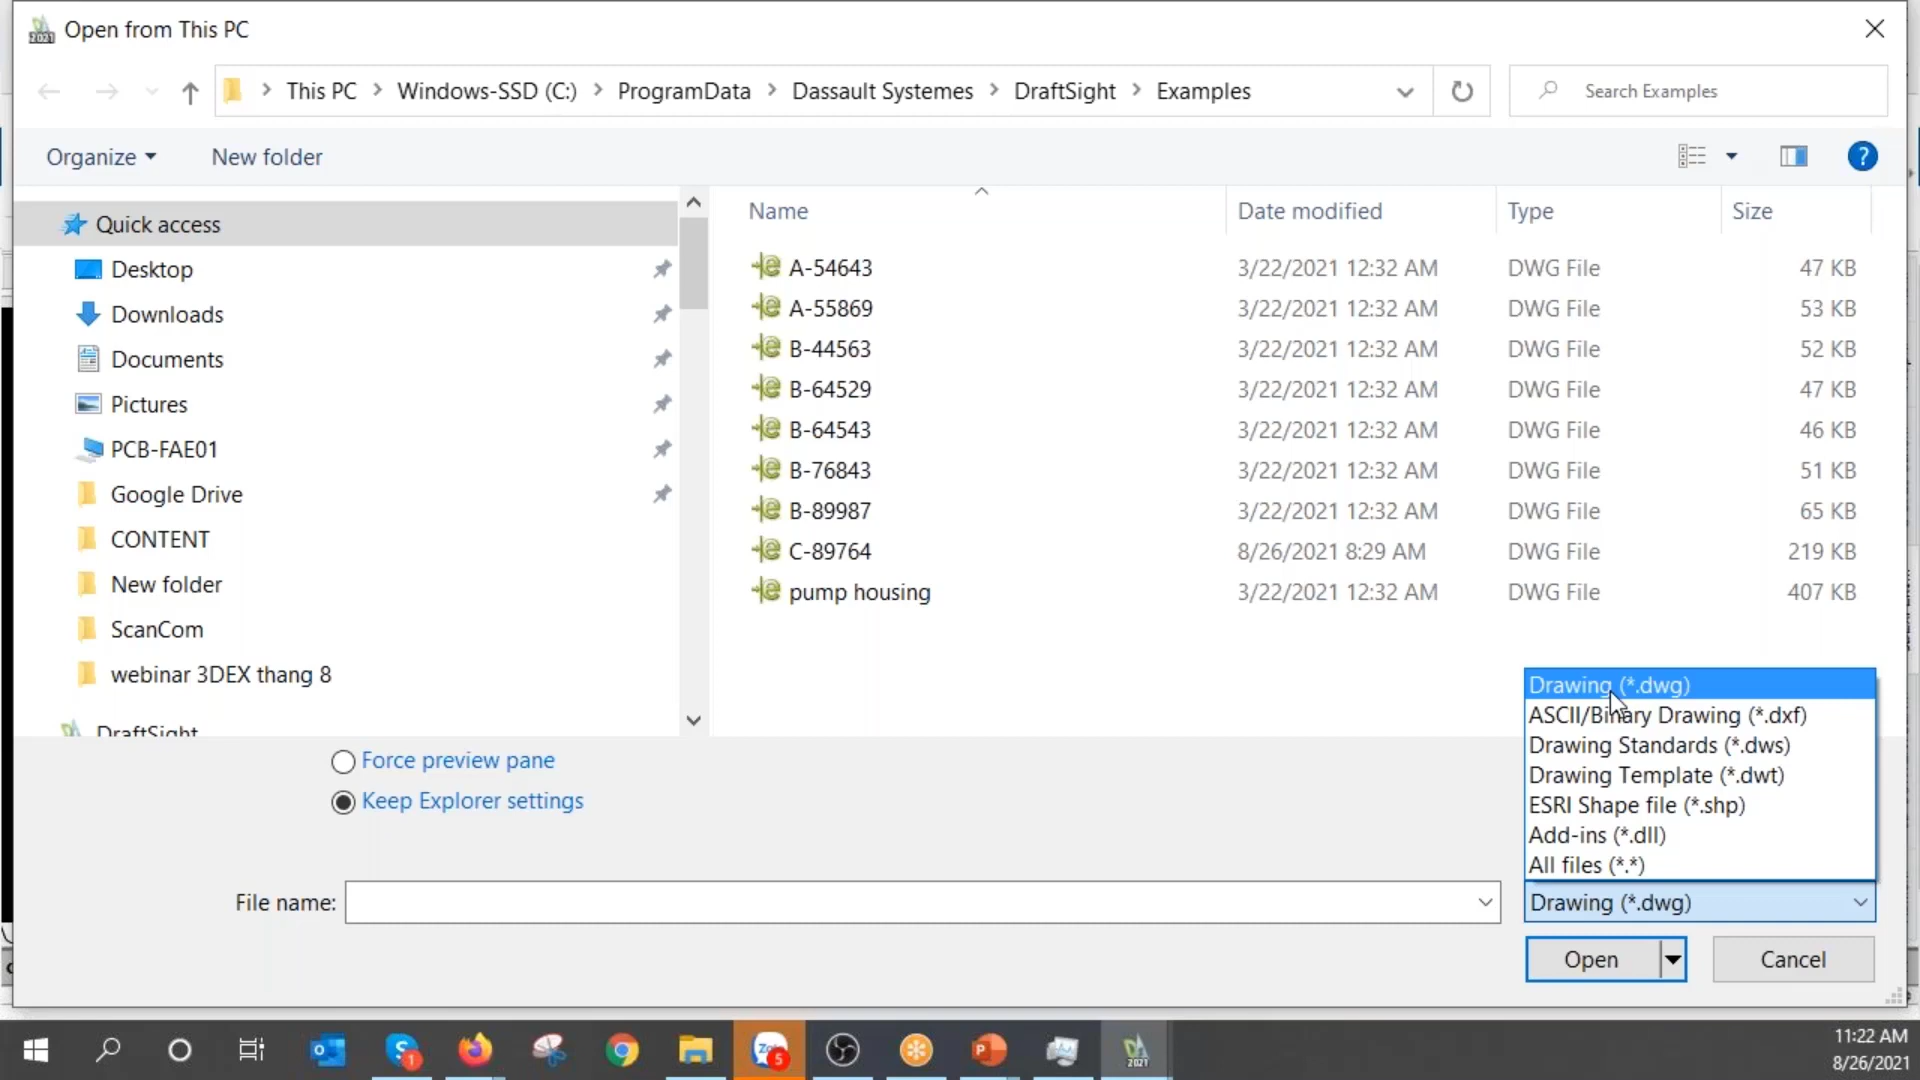 Open from This PC
This PC > Windows-SSD (C:) > ProgramData > Dassault Systemes > DraftSight > Examples
Search Examples
Organize
New folder
Quick access
Desktop
Downloads
Documents
Pictures
PCB-FAE01
Google Drive
CONTENT
New folder
ScanCom
webinar 3DEX thang 8
DraftSight
Name Date modified Type Size
A-54643 3/22/2021 12:32 AM DWG File 47 KB
A-55869 3/22/2021 12:32 AM DWG File 53 KB
B-44563 3/22/2021 12:32 AM DWG File 52 KB
B-64529 3/22/2021 12:32 AM DWG File 47 KB
B-64543 3/22/2021 12:32 AM DWG File 46 KB
B-76843 3/22/2021 12:32 AM DWG File 51 KB
B-89987 3/22/2021 12:32 AM DWG File 65 KB
C-89764 8/26/2021 8:29 AM DWG File 219 KB
pump housing 3/22/2021 12:32 AM DWG File 407 KB
Drawing (*.dwg)
ASCII/Binary Drawing (*.dxf)
Drawing Standards (*.dws)
Drawing Template (*.dwt)
ESRI Shape file (*.shp)
Add-ins (*.dll)
All files (*.*)
Force preview pane
Keep Explorer settings
File name:
Drawing (*.dwg)
Open
Cancel
11:22 AM
8/26/2021